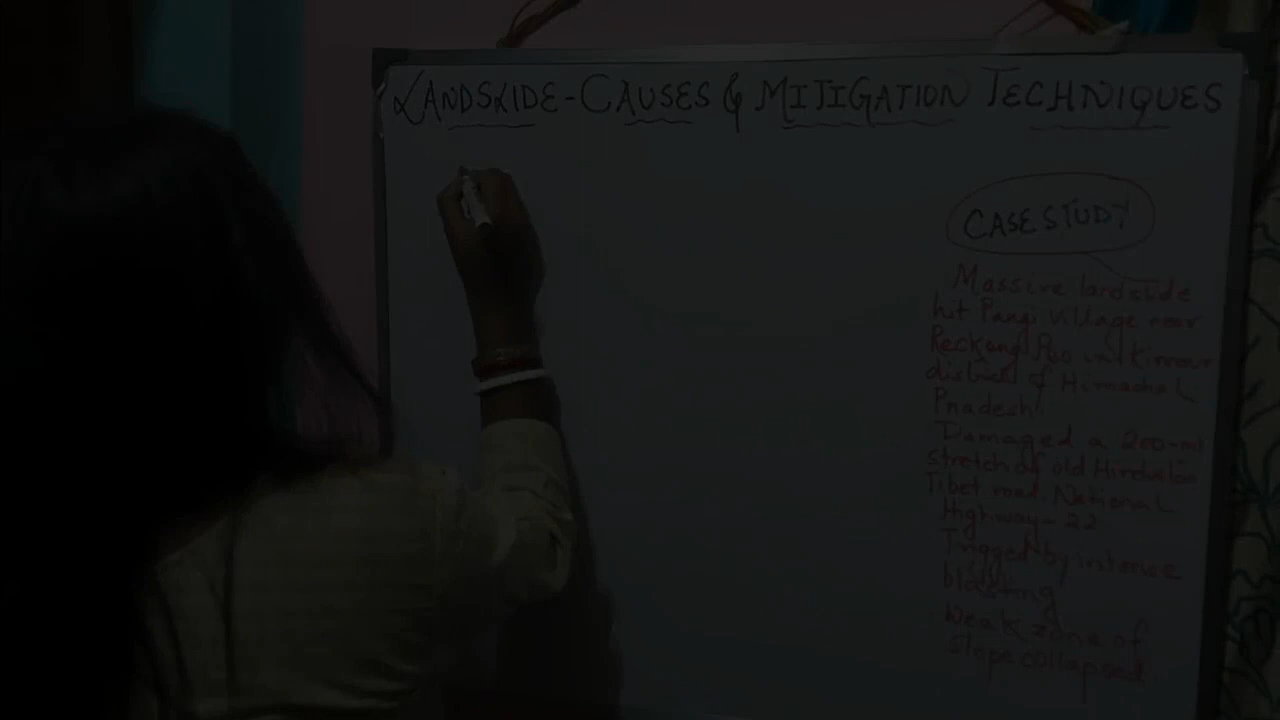 LANDSLIDE-CAUSES & MITIGATION TECHNIQUES
CASE STUDY
Massive landslide
hit Pangi Village near
Reckong Peo in Kinnaur
district of Himachal
Pradesh
Damaged a 200-mt
stretch of old Hindustan
Tibet road, National
Highway-22
Trigged by intense
blasting
Weak zone of
slope collapsed